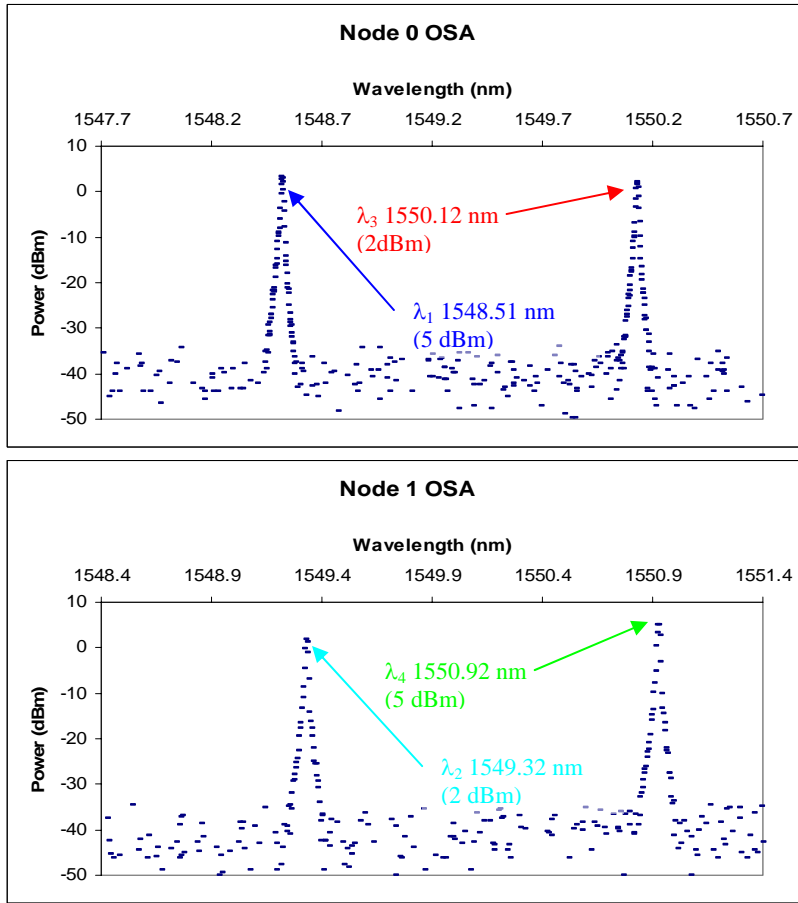 Node 0 OSA
Wavelength (nm)
1547.7 1548.2 1548.7 1549.2 1549.7 1550.2 1550.7
10
0
-10
-20
-30
-40
-50
Power (dBm)
λ3 1550.12 nm
(2dBm)
λ1 1548.51 nm
(5 dBm)
Node 1 OSA
Wavelength (nm)
1548.4 1548.9 1549.4 1549.9 1550.4 1550.9 1551.4
10
0
-10
-20
-30
-40
-50
Power (dBm)
λ4 1550.92 nm
(5 dBm)
λ2 1549.32 nm
(2 dBm)